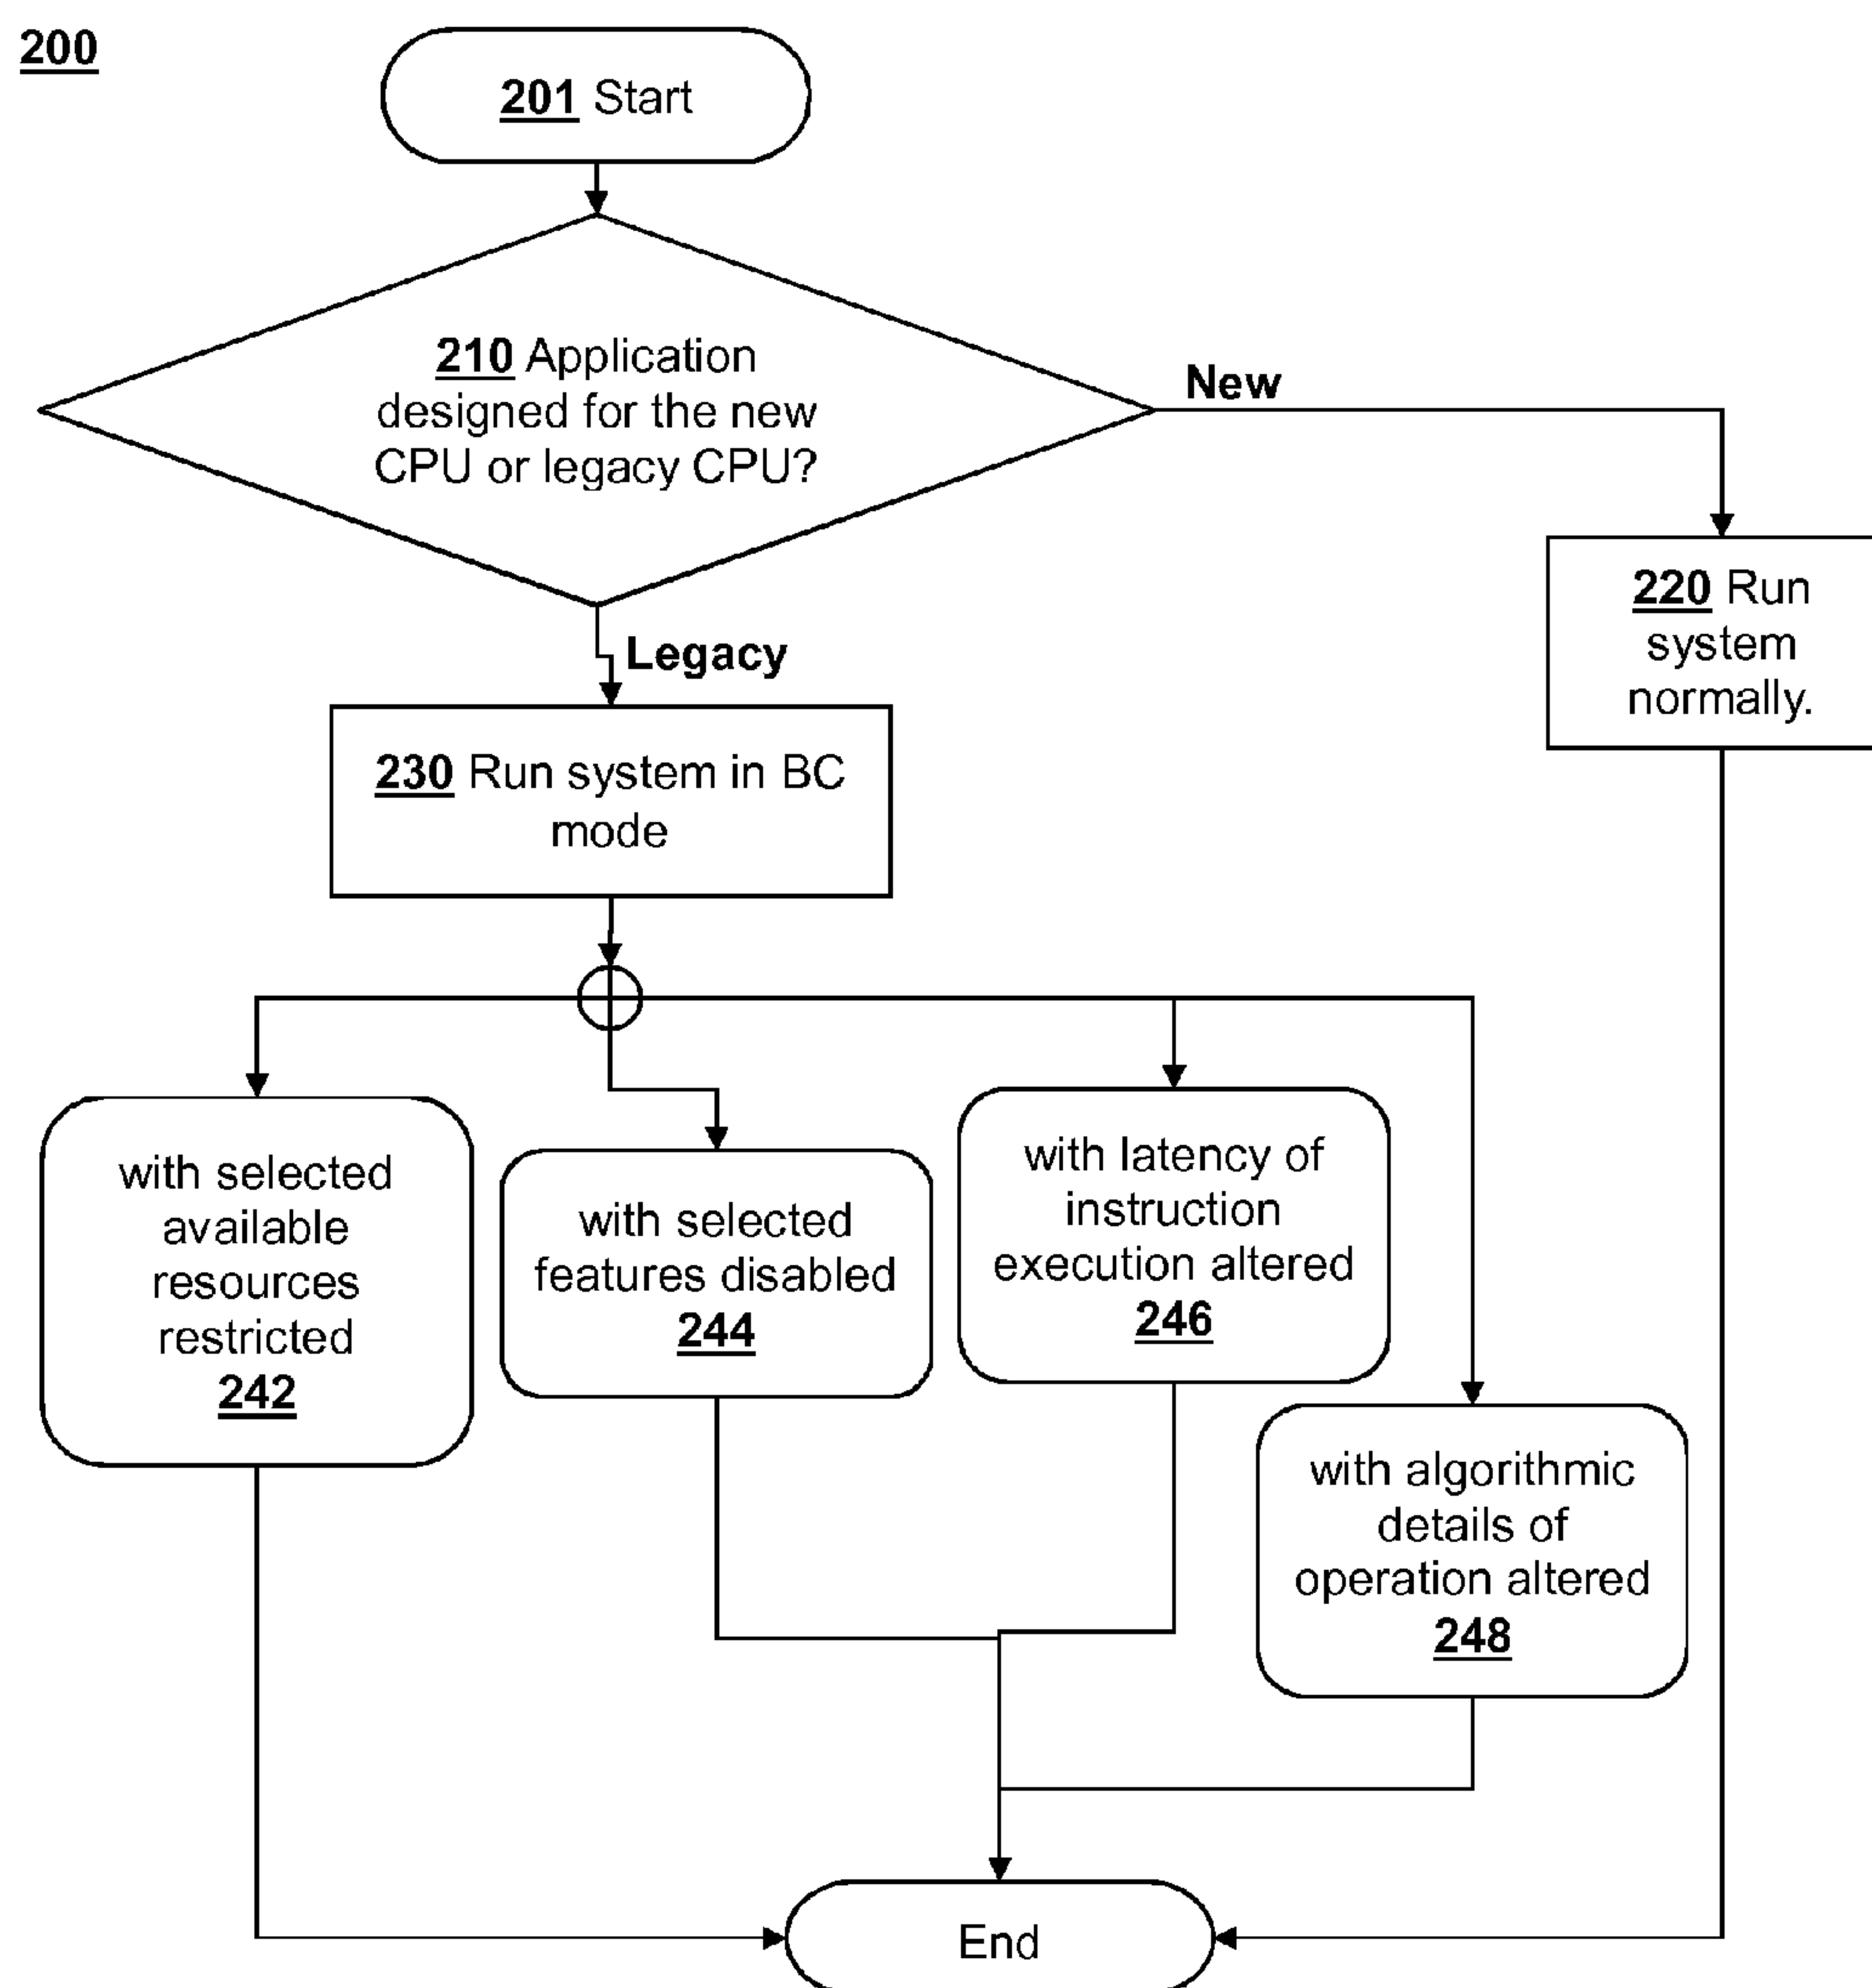 200
201 Start
210 Application
designed for the new
CPU or legacy CPU?
New
220 Run
system
normally.
Legacy
230 Run system in BC
mode
with selected
available
resources
restricted
242
with selected
features disabled
244
with latency of
instruction
execution altered
246
with algorithmic
details of
operation altered
248
End